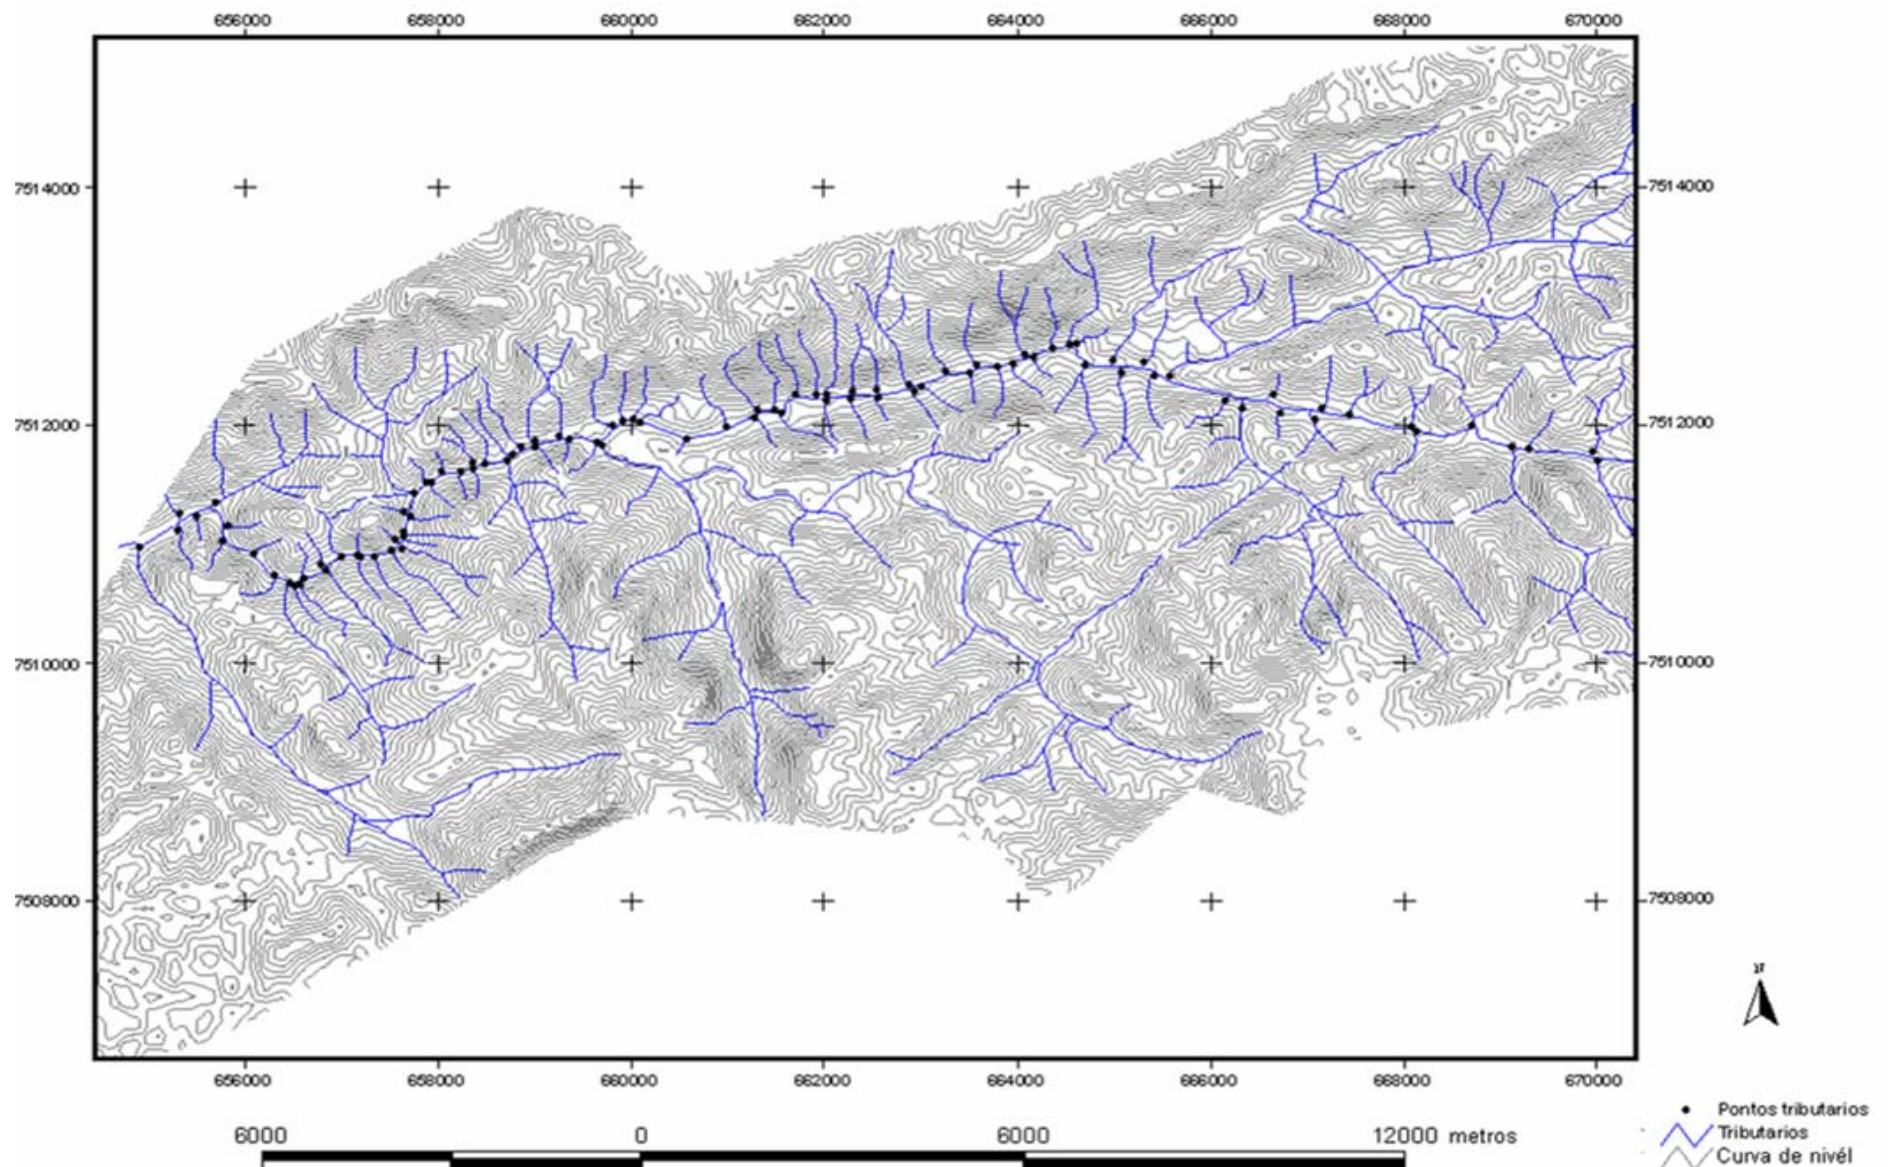 656000 658000 660000 662000 664000 666000 668000 670000
7514000 7514000
7512000 7512000
7510000 7510000
7508000 7508000
656000 658000 660000 662000 664000 666000 668000 670000
Pontos tributarios
6000 0 6000 12000 metros
Tributarios
Curva de nivél